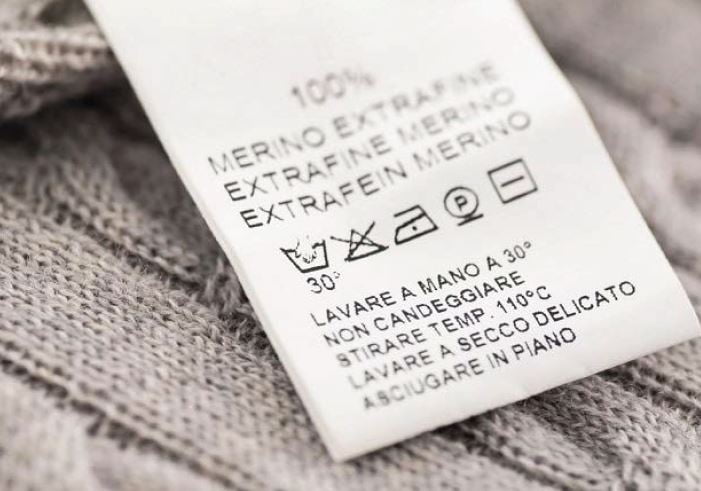 100%
MERINO EXTRAFINE
EXTRAFINE MERINO
EXTRAFEIN MERINO
P
30°
LAVARE A MANO A 30°
NON CANDEGGIARE
STIRARE TEMP. 110°C
LAVARE A SECCO DELICATO
ASCIUGARE IN PIANO